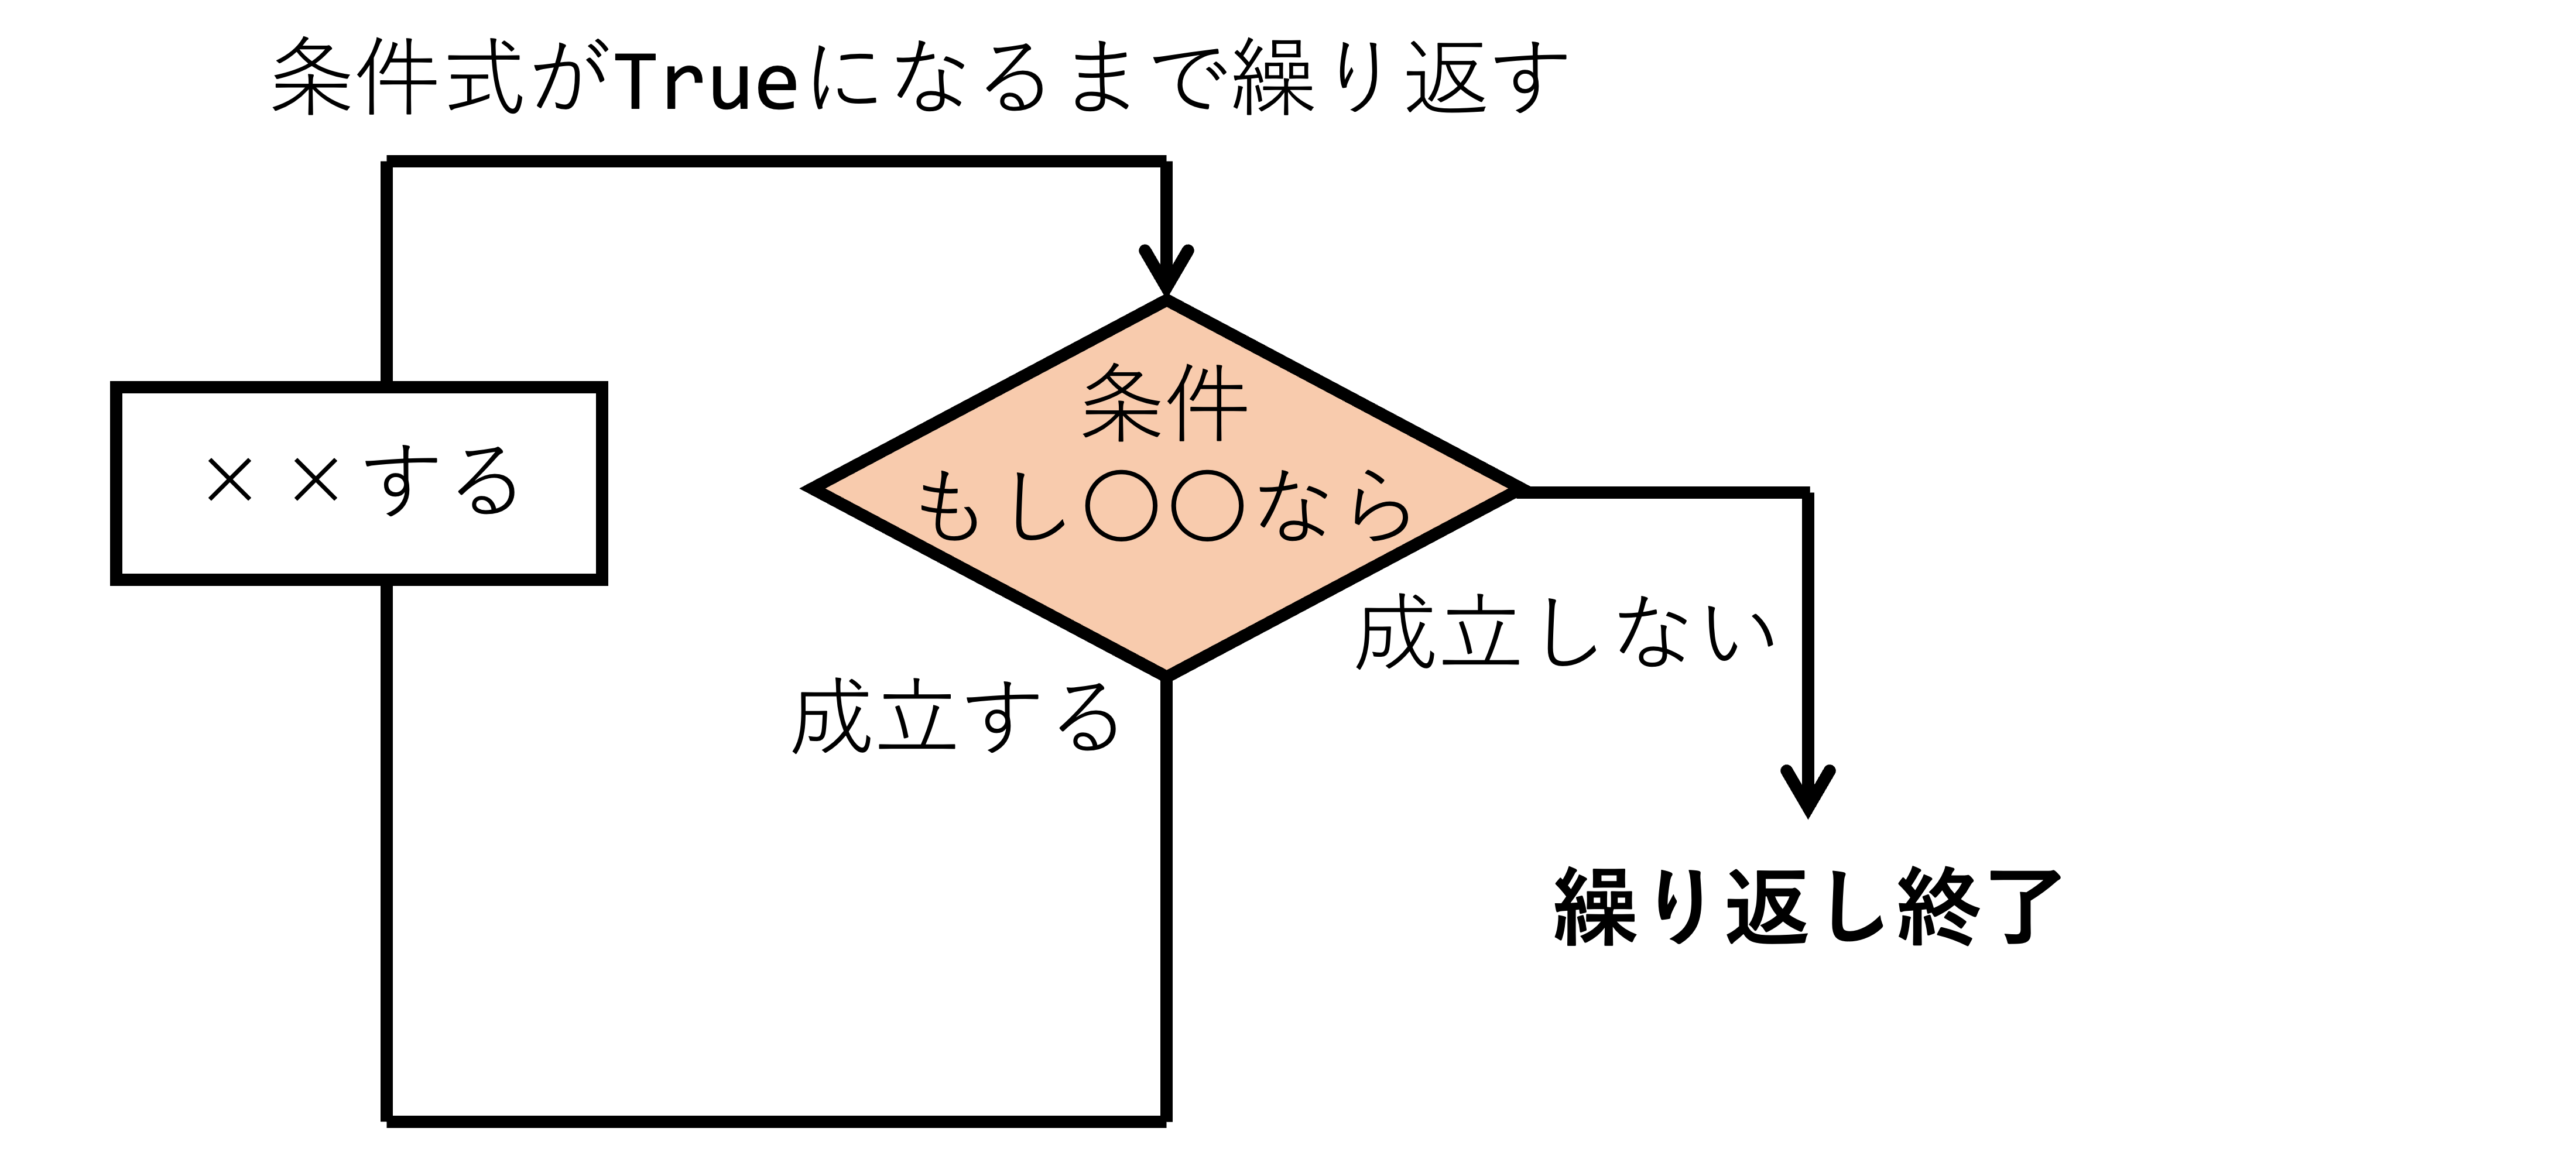 条件式がTrueになるまで繰り返す
条件
もし〇〇なら
××する
成立しない
成立する
繰り返し終了